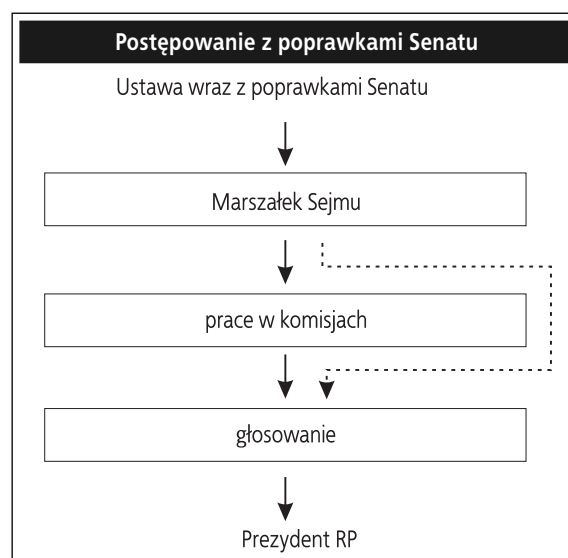 Postępowanie z poprawkami Senatu
Ustawa wraz z poprawkami Senatu
Marszałek Sejmu
prace w komisjach
głosowanie
Prezydent RP